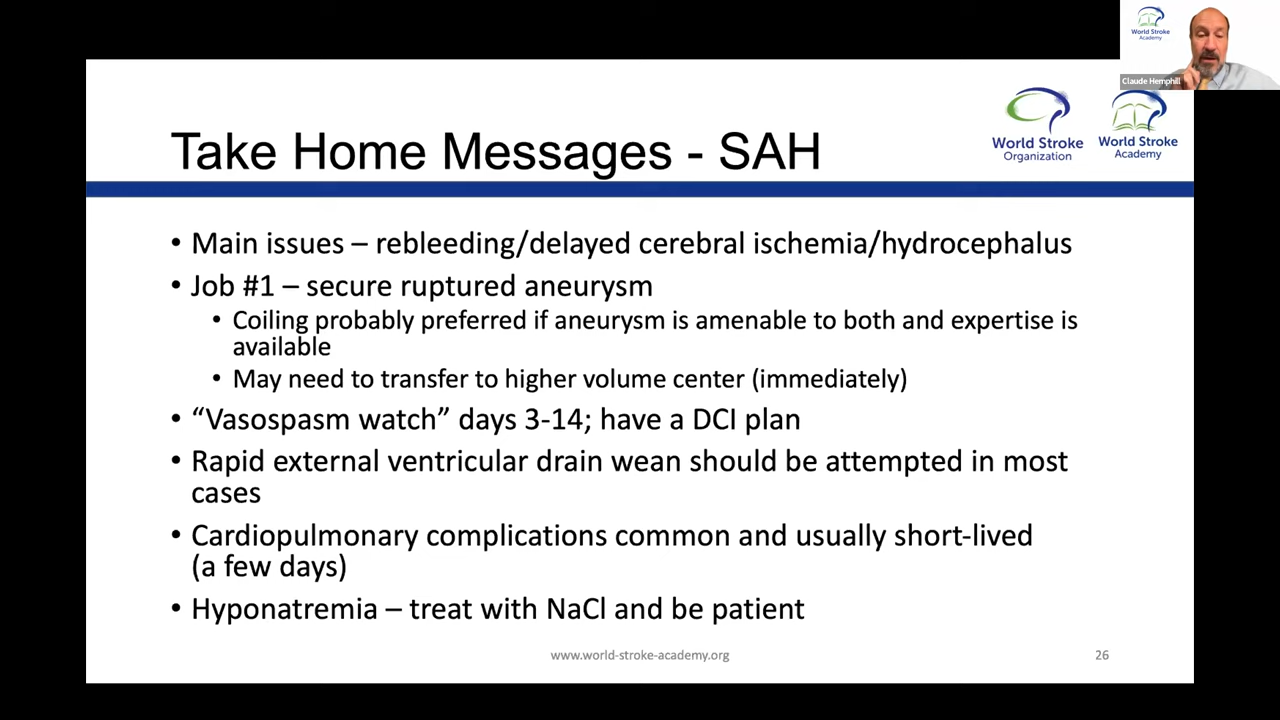 World Stroke
Academy
Claude Hemphill
World Stroke
Organization
World Stroke
Academy
Take Home Messages - SAH
• Main issues – rebleeding/delayed cerebral ischemia/hydrocephalus
• Job #1 – secure ruptured aneurysm
• Coiling probably preferred if aneurysm is amenable to both and expertise is
available
• May need to transfer to higher volume center (immediately)
• “Vasospasm watch” days 3-14; have a DCI plan
• Rapid external ventricular drain wean should be attempted in most
cases
• Cardiopulmonary complications common and usually short-lived
(a few days)
• Hyponatremia – treat with NaCl and be patient
www.world-stroke-academy.org
26